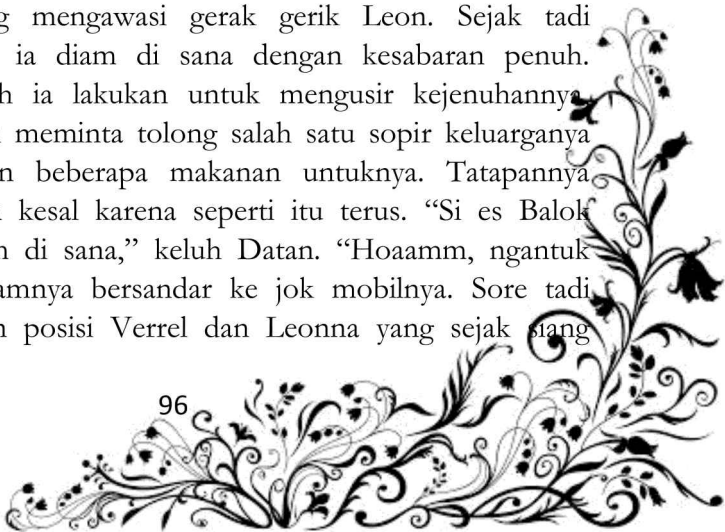 mengawasi gerak gerik Leon. Sejak tadi
ia diam di sana dengan kesabaran penuh.
ia lakukan untuk mengusir kejenuhannya.
meminta tolong salah satu sopir keluarganya
beberapa makanan untuknya. Tatapannya
kesal karena seperti itu terus. “Si es Balok
di sana,” keluh Datan. “Hoaamm, ngantuk
bersandar ke jok mobilnya. Sore tadi
posisi Verrel dan Leonna yang sejak siang
96